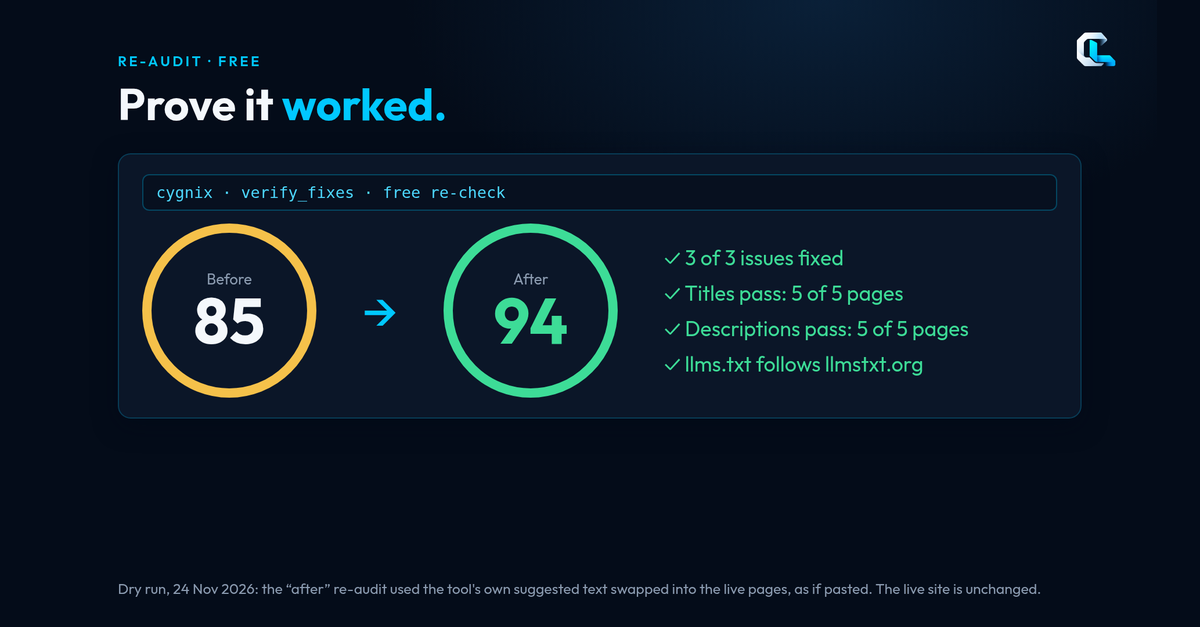 RE-AUDIT · FREE
Prove it worked.
cygnix · verify_fixes · free re-check
Before
85
→
After
94
✓ 3 of 3 issues fixed
✓ Titles pass: 5 of 5 pages
✓ Descriptions pass: 5 of 5 pages
✓ llms.txt follows llmstxt.org
Dry run, 24 Nov 2026: the “after” re-audit used the tool's own suggested text swapped into the live pages, as if pasted. The live site is unchanged.